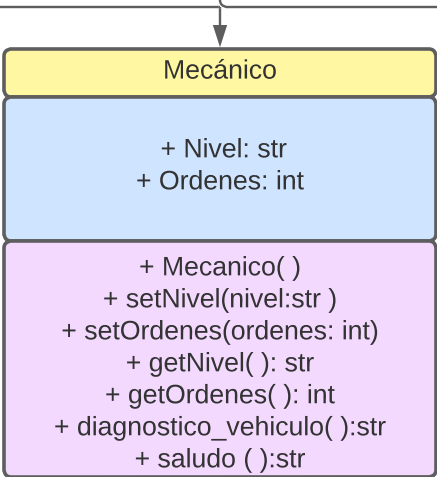 Mecánico
+ Nivel: str
+ Ordenes: int
+ Mecanico( )
+ setNivel(nivel:str )
+ setOrdenes(ordenes: int)
+ getNivel( ): str
+ getOrdenes( ): int
+ diagnostico_vehiculo( ):str
+ saludo ( ):str